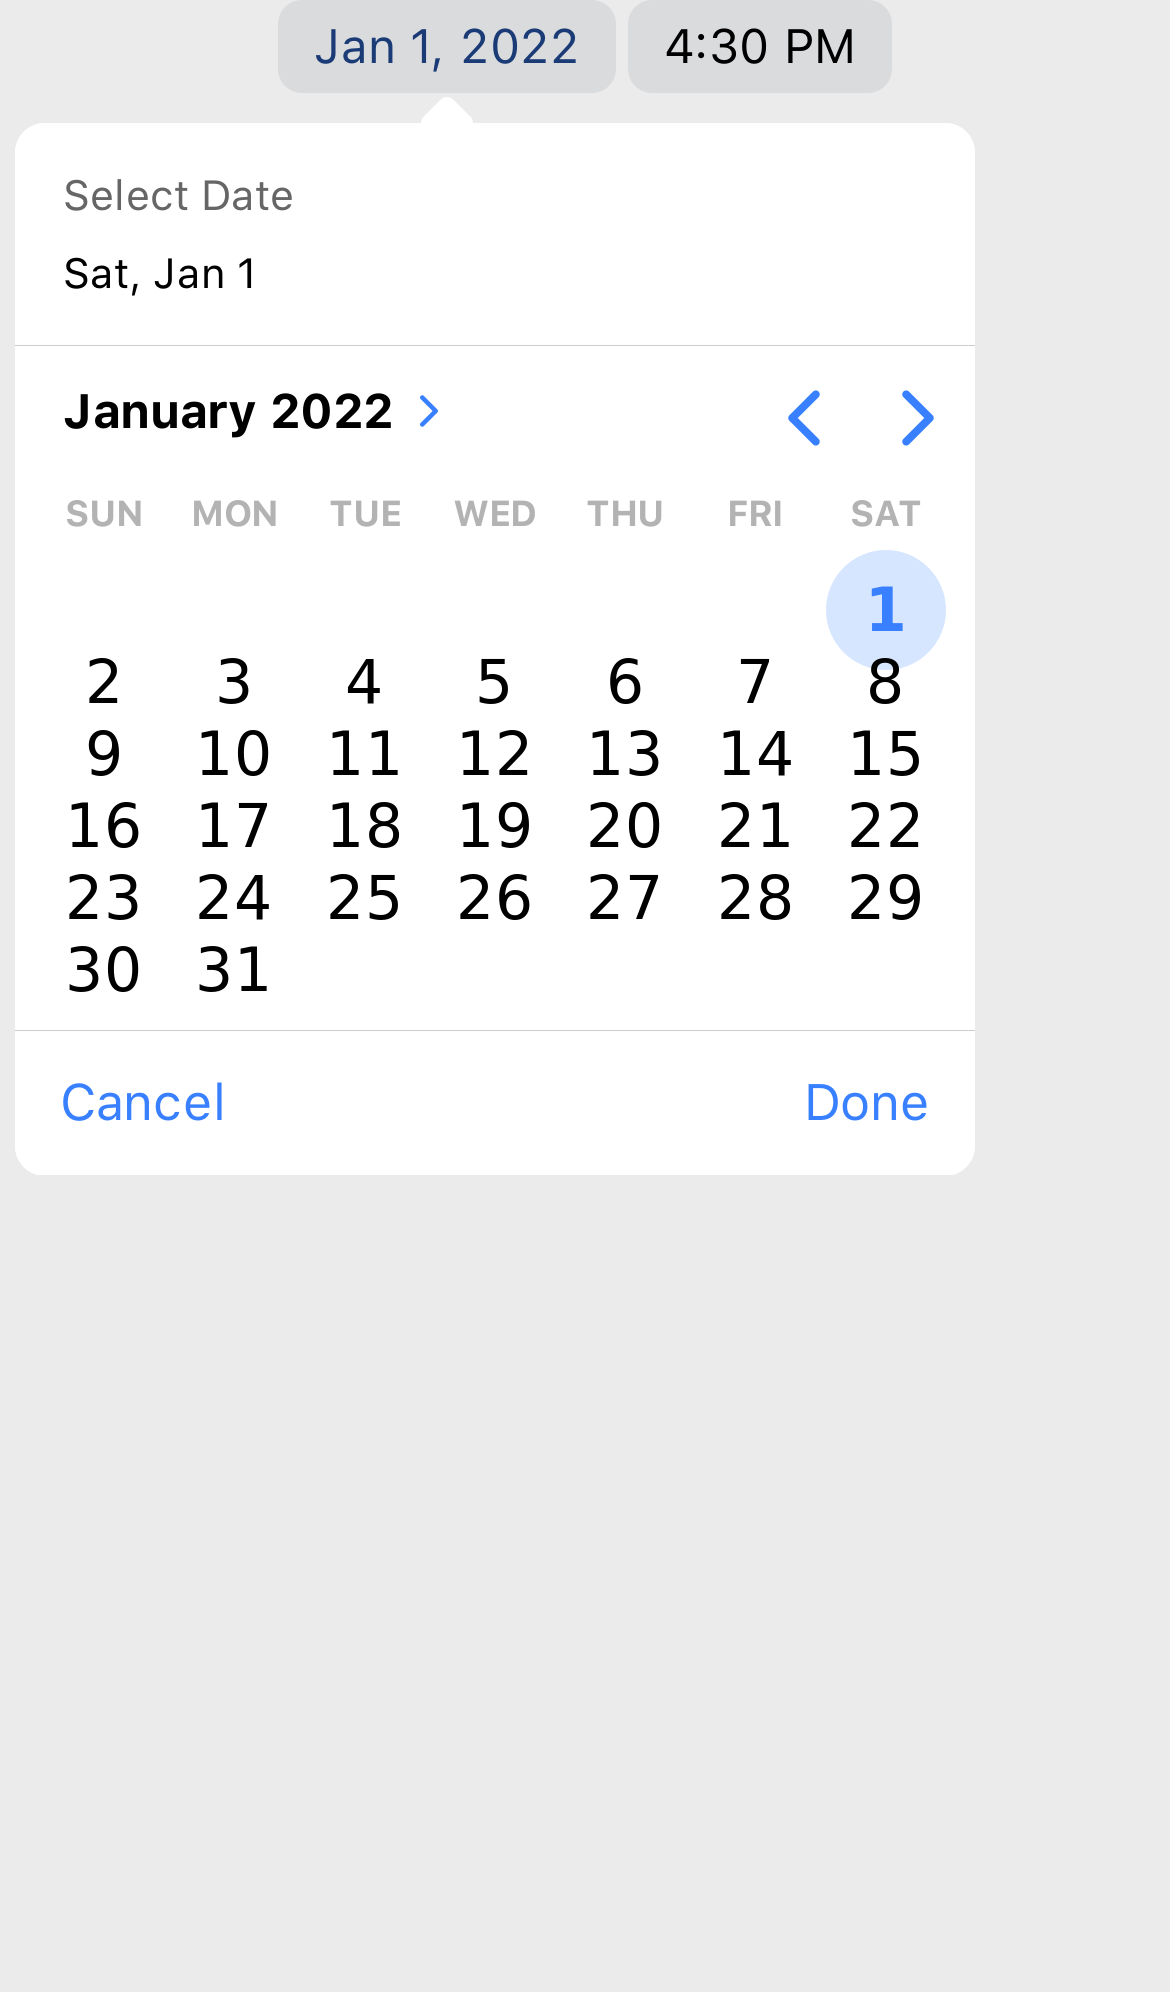 Jan 1, 2022 4:30 PM
Select Date
Sat, Jan 1
January 2022
SUN MON TUE WED THU FRI SAT
1
2 3 4 5 6 7 8
9 10 11 12 13 14 15
16 17 18 19 20 21 22
23 24 25 26 27 28 29
30 31
Cancel Done